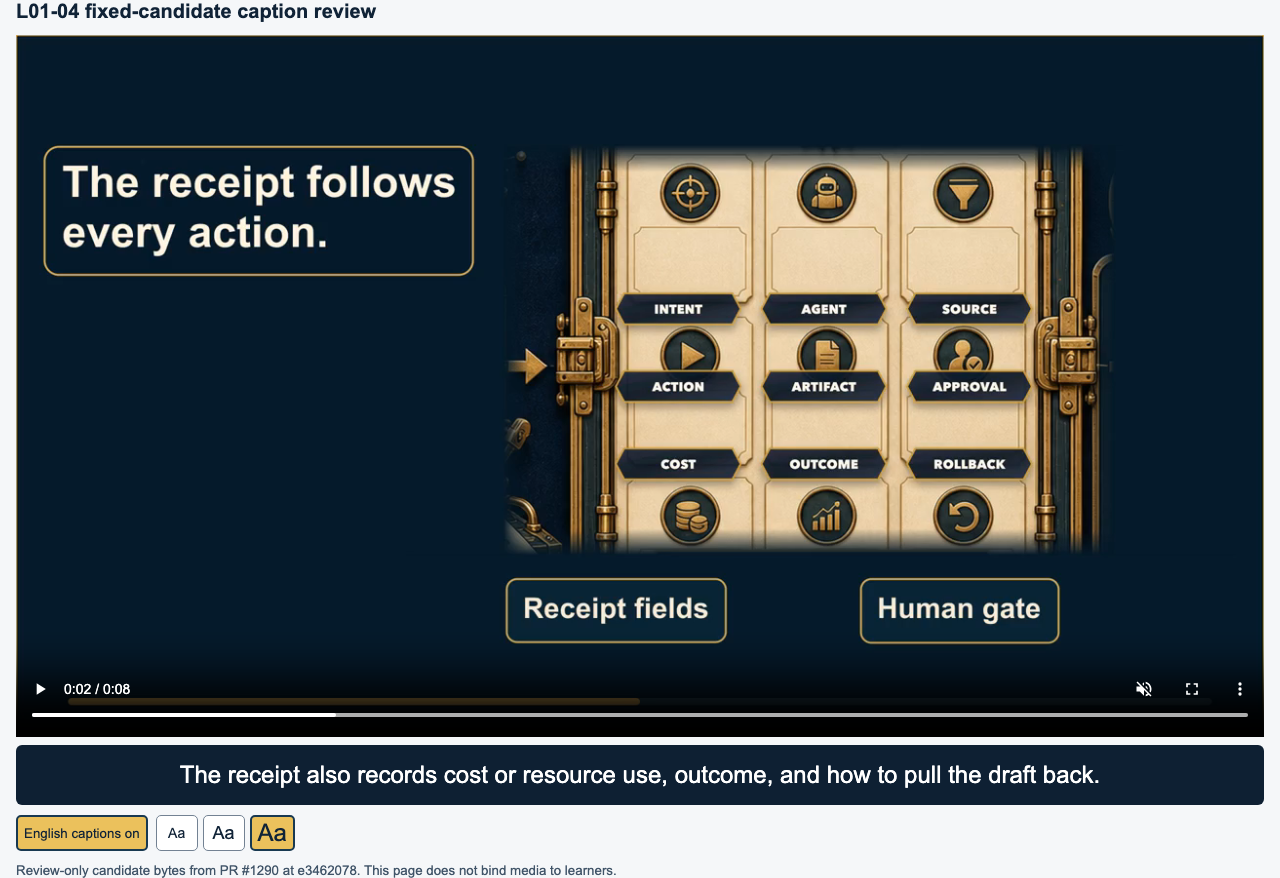 L01-04 fixed-candidate caption review
The receipt follows
every action.
INTENT
AGENT
SOURCE
ACTION
ARTIFACT
APPROVAL
COST
OUTCOME
ROLLBACK
Receipt fields
Human gate
0:02 / 0:08
The receipt also records cost or resource use, outcome, and how to pull the draft back.
English captions on
Aa
Aa
Aa
Review-only candidate bytes from PR #1290 at e3462078. This page does not bind media to learners.